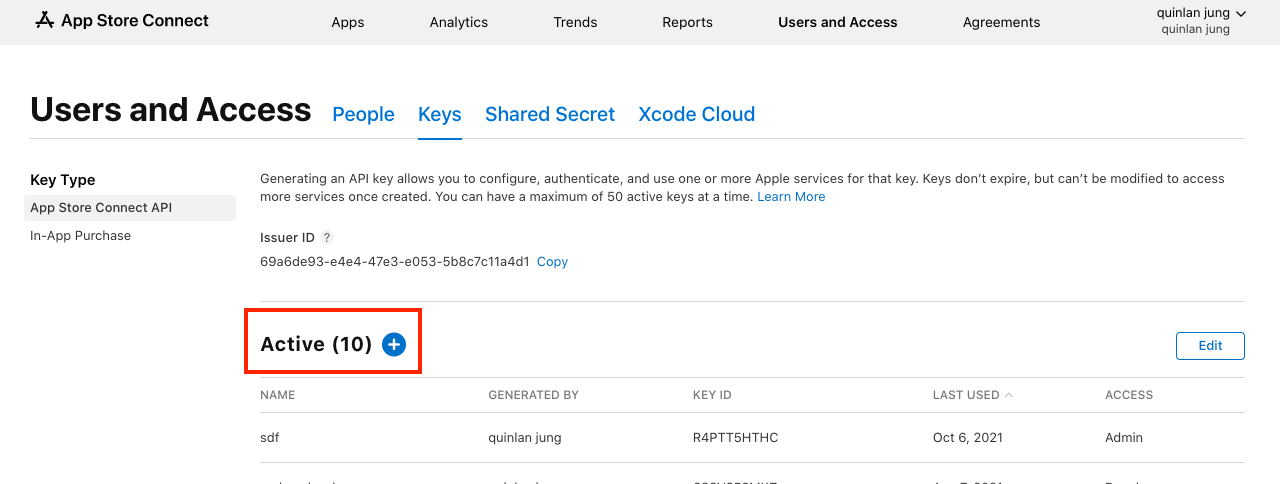 App Store Connect
Apps
Analytics
Trends
Reports
Users and Access
Agreements
quinlan jung
quinlan jung
Users and Access
People
Keys
Shared Secret
Xcode Cloud
Key Type
App Store Connect API
In-App Purchase
Generating an API key allows you to configure, authenticate, and use one or more Apple services for that key. Keys don’t expire, but can’t be modified to access
more services once created. You can have a maximum of 50 active keys at a time. Learn More
Issuer ID ?
69a6de93-e4e4-47e3-e053-5b8c7c11a4d1 Copy
Active (10)
Edit
NAME GENERATED BY KEY ID LAST USED ACCESS
sdf quinlan jung R4PTT5HTHC Oct 6, 2021 Admin